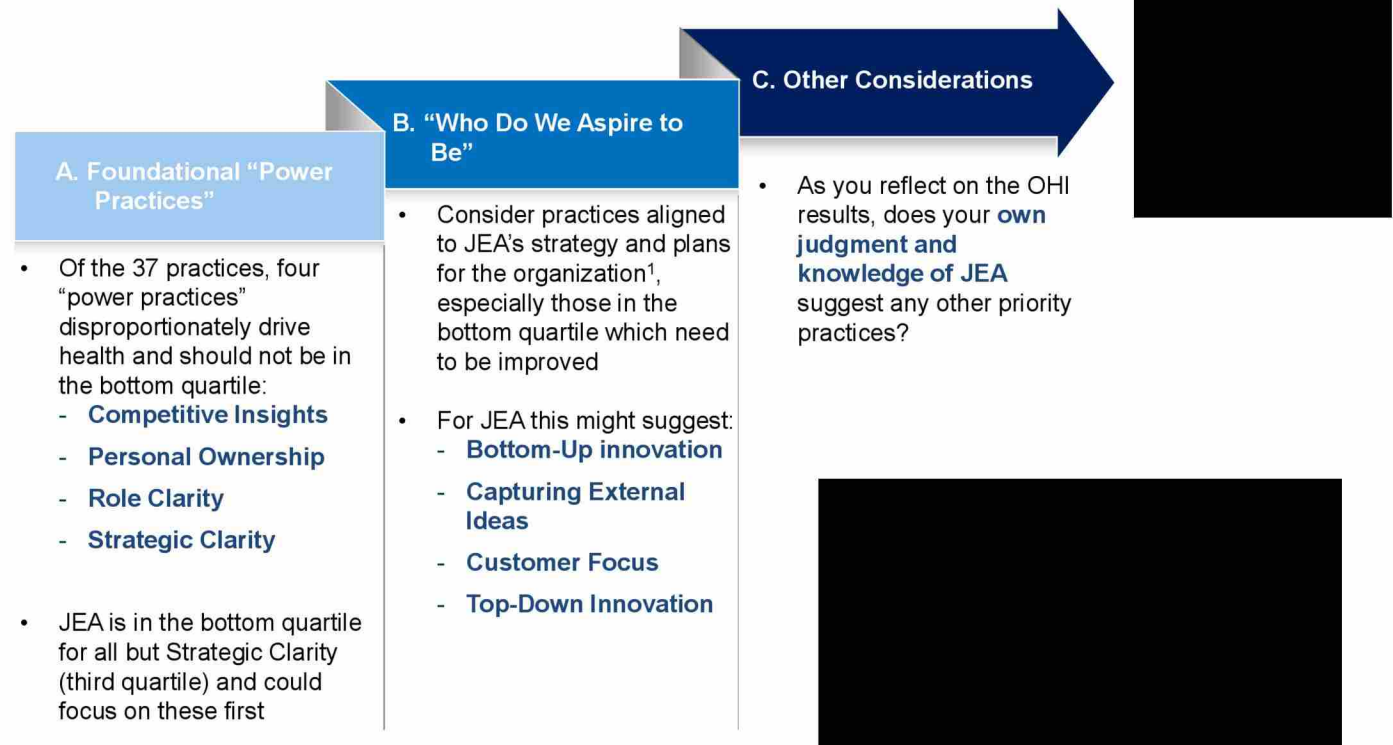 A. Foundational “Power
Practices”
• Of the 37 practices, four
“power practices”
disproportionately drive
health and should not be in
the bottom quartile:
- Competitive Insights
- Personal Ownership
- Role Clarity
- Strategic Clarity
• JEA is in the bottom quartile
for all but Strategic Clarity
(third quartile) and could
focus on these first
B. “Who Do We Aspire to
Be”
• Consider practices aligned
to JEA’s strategy and plans
for the organization¹,
especially those in the
bottom quartile which need
to be improved
• For JEA this might suggest:
- Bottom-Up innovation
- Capturing External
Ideas
- Customer Focus
- Top-Down Innovation
C. Other Considerations
• As you reflect on the OHI
results, does your own
judgment and
knowledge of JEA
suggest any other priority
practices?